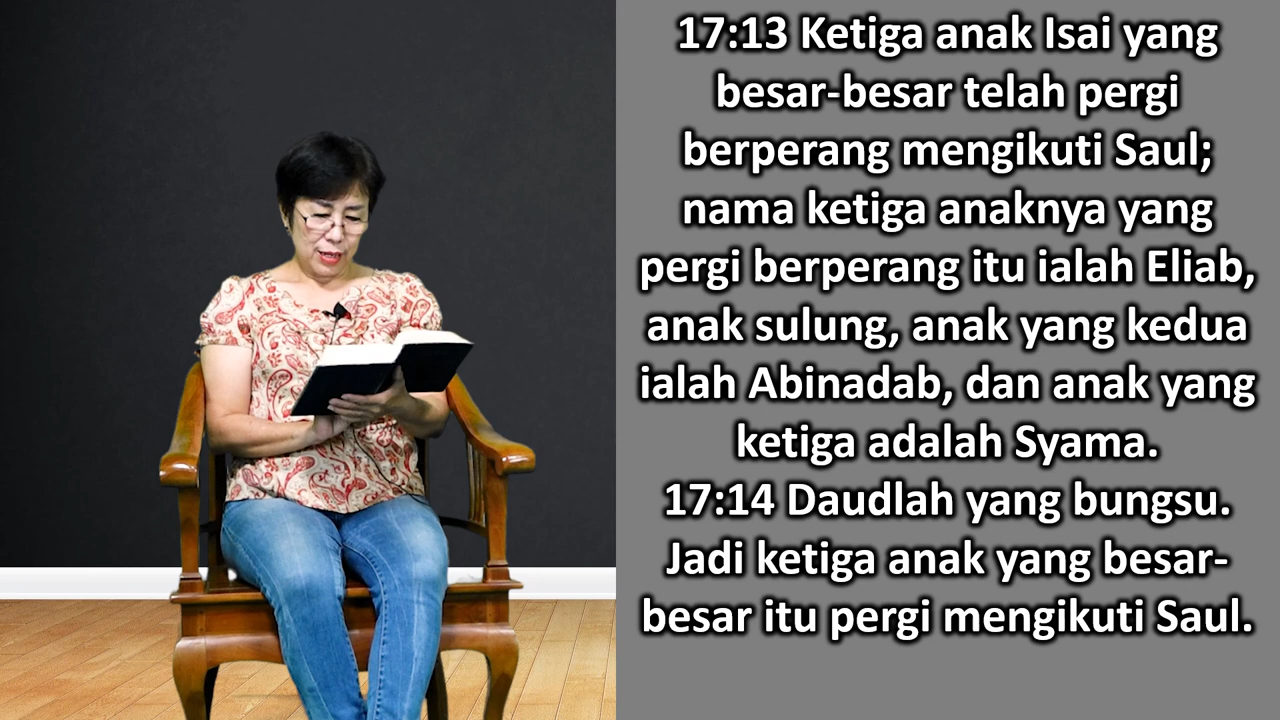 17:13 Ketiga anak Isai yang
besar-besar telah pergi
berperang mengikuti Saul;
nama ketiga anaknya yang
pergi berperang itu ialah Eliab,
anak sulung, anak yang kedua
ialah Abinadab, dan anak yang
ketiga adalah Syama.
17:14 Daudlah yang bungsu.
Jadi ketiga anak yang besar-
besar itu pergi mengikuti Saul.